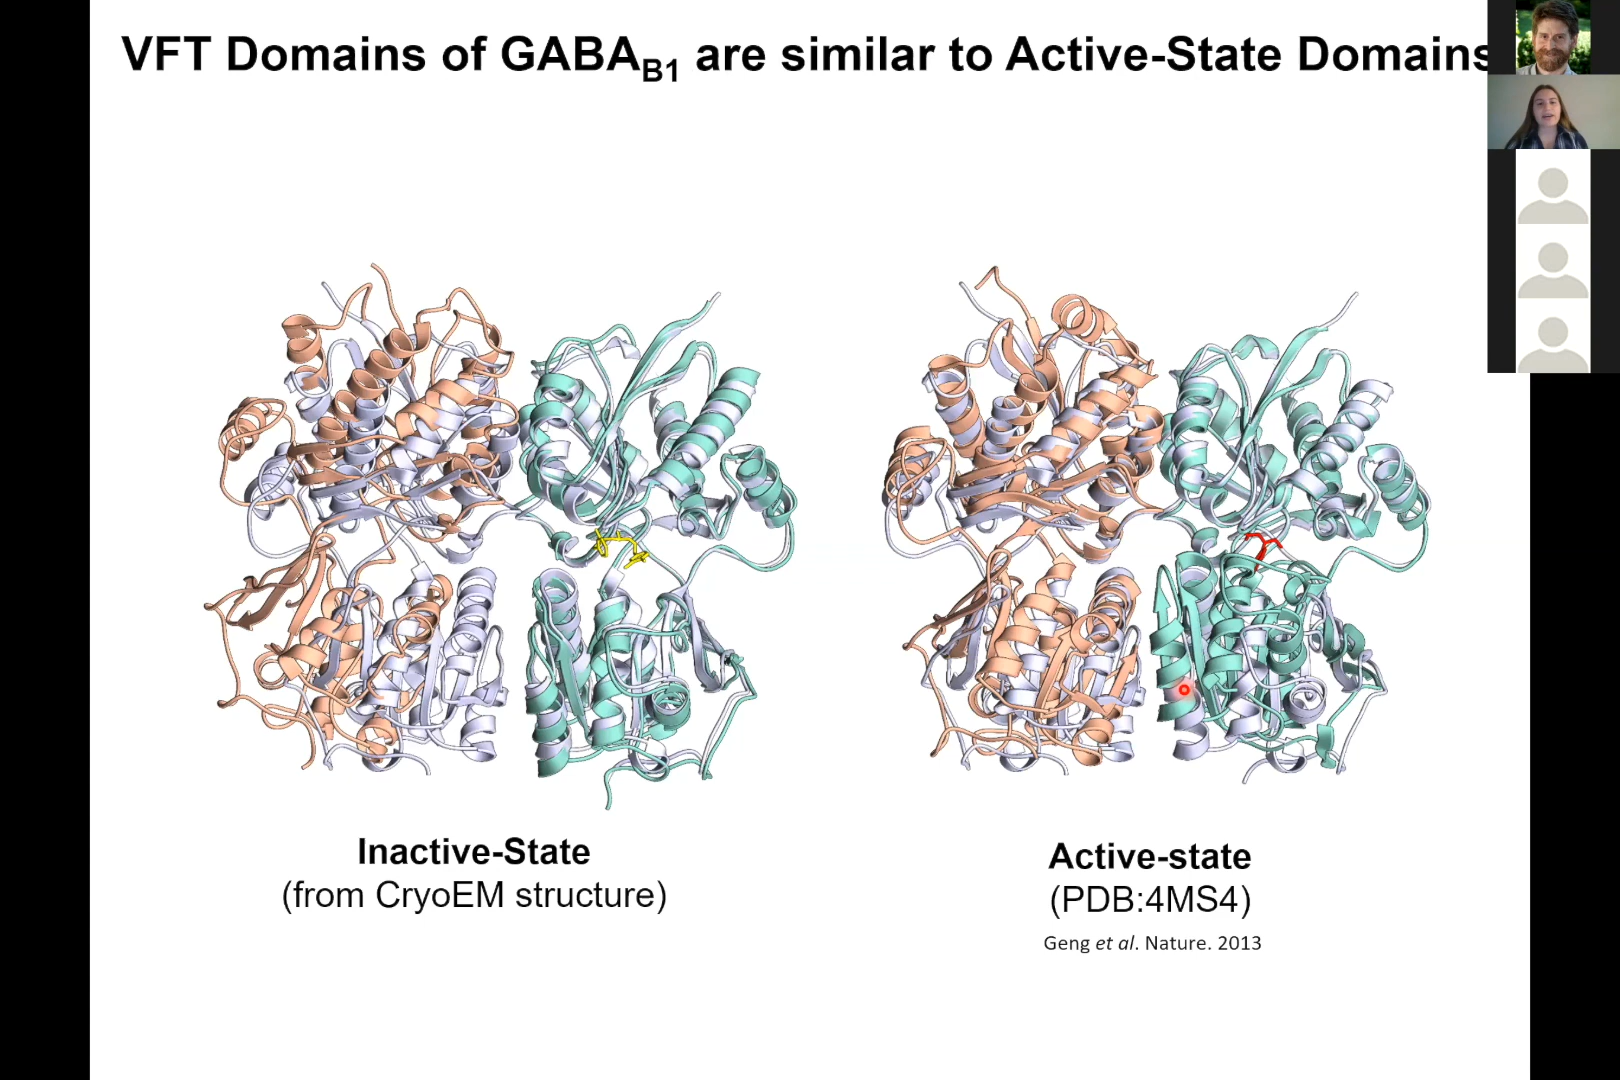 VFT Domains of GABAB1 are similar to Active-State Domains
Inactive-State
(from CryoEM structure)
Active-state
(PDB:4MS4)
Geng et al. Nature. 2013